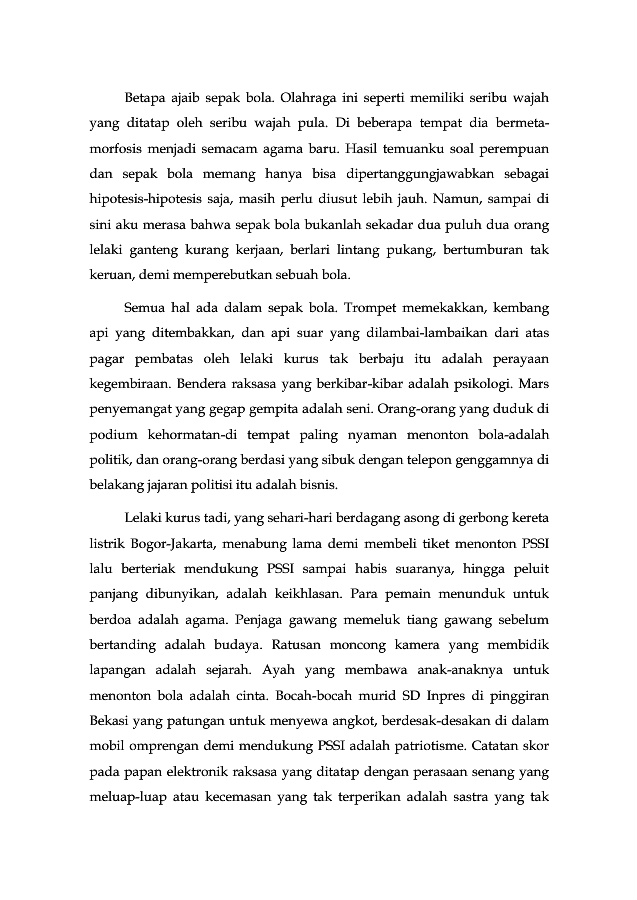 Betapa ajaib sepak bola. Olahraga ini seperti memiliki seribu wajah
yang ditatap oleh seribu wajah pula. Di beberapa tempat dia bermeta-
morfosis menjadi semacam agama baru. Hasil temuanku soal perempuan
dan sepak bola memang hanya bisa dipertanggungjawabkan sebagai
hipotesis-hipotesis saja, masih perlu diusut lebih jauh. Namun, sampai di
sini aku merasa bahwa sepak bola bukanlah sekadar dua puluh dua orang
lelaki ganteng kurang kerjaan, berlari lintang pukang, bertumburan tak
keruan, demi memperebutkan sebuah bola.
Semua hal ada dalam sepak bola. Trompet memekakkan, kembang
api yang ditembakkan, dan api suar yang dilambai-lambaikan dari atas
pagar pembatas oleh lelaki kurus tak berbaju itu adalah perayaan
kegembiraan. Bendera raksasa yang berkibar-kibar adalah psikologi. Mars
penyemangat yang gegap gempita adalah seni. Orang-orang yang duduk di
podium kehormatan-di tempat paling nyaman menonton bola-adalah
politik, dan orang-orang berdasi yang sibuk dengan telepon genggamnya di
belakang jajaran politisi itu adalah bisnis.
Lelaki kurus tadi, yang sehari-hari berdagang asong di gerbong kereta
listrik Bogor-Jakarta, menabung lama demi membeli tiket menonton PSSI
lalu berteriak mendukung PSSI sampai habis suaranya, hingga peluit
panjang dibunyikan, adalah keikhlasan. Para pemain menunduk untuk
berdoa adalah agama. Penjaga gawang memeluk tiang gawang sebelum
bertanding adalah budaya. Ratusan moncong kamera yang membidik
lapangan adalah sejarah. Ayah yang membawa anak-anaknya untuk
menonton bola adalah cinta. Bocah-bocah murid SD Inpres di pinggiran
Bekasi yang patungan untuk menyewa angkot, berdesak-desakan di dalam
mobil omprengan demi mendukung PSSI adalah patriotisme. Catatan skor
pada papan elektronik raksasa yang ditatap dengan perasaan senang yang
meluap-luap atau kecemasan yang tak terperikan adalah sastra yang tak